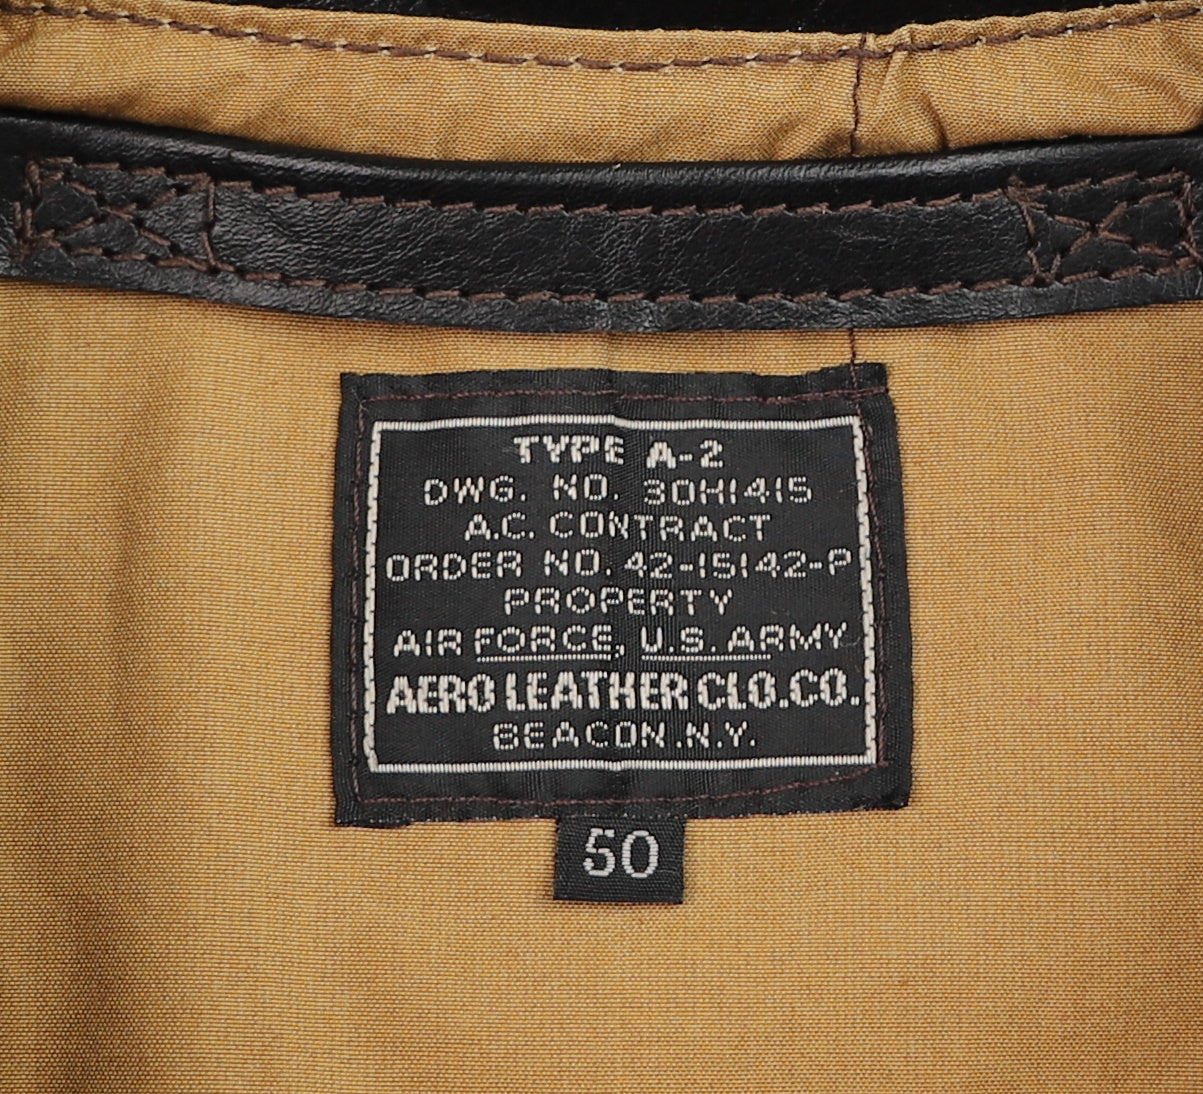 TYPE A-2
DWG. NO. 30H1415
A.C. CONTRACT
ORDER NO. 42-15142-P
PROPERTY
AIR FORCE, U.S. ARMY
AERO LEATHER CLO.CO.
BEACON.N.Y.
50